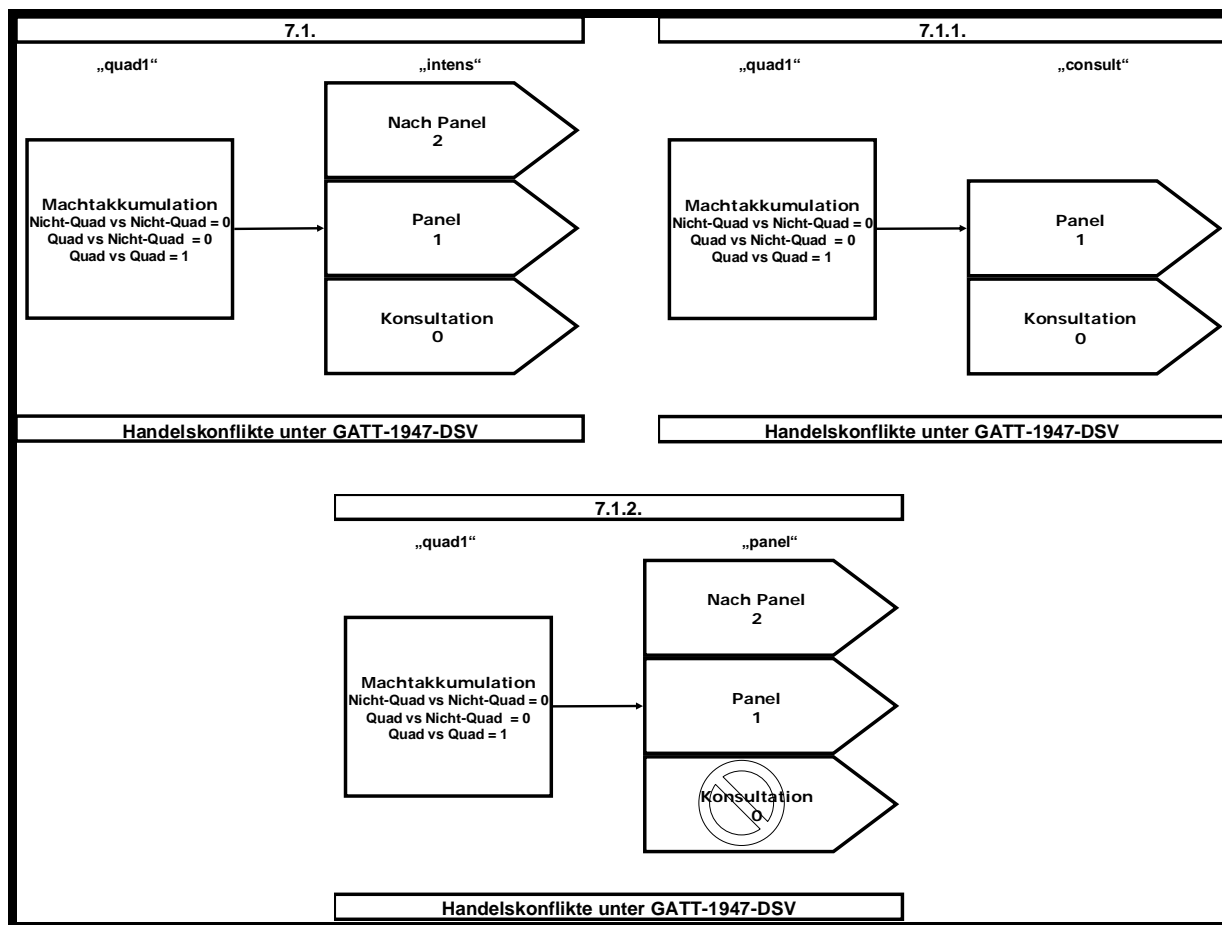 7.1.
„quad1“
„intens“
Machtakkumulation
Nicht-Quad vs Nicht-Quad = 0
Quad vs Nicht-Quad = 0
Quad vs Quad = 1
Nach Panel
2
Panel
1
Konsultation
0
Handelskonflikte unter GATT-1947-DSV
7.1.1.
„quad1“
„consult“
Machtakkumulation
Nicht-Quad vs Nicht-Quad = 0
Quad vs Nicht-Quad = 0
Quad vs Quad = 1
Panel
1
Konsultation
0
Handelskonflikte unter GATT-1947-DSV
7.1.2.
„quad1“
„panel“
Machtakkumulation
Nicht-Quad vs Nicht-Quad = 0
Quad vs Nicht-Quad = 0
Quad vs Quad = 1
Nach Panel
2
Panel
1
Konsultation
0
Handelskonflikte unter GATT-1947-DSV